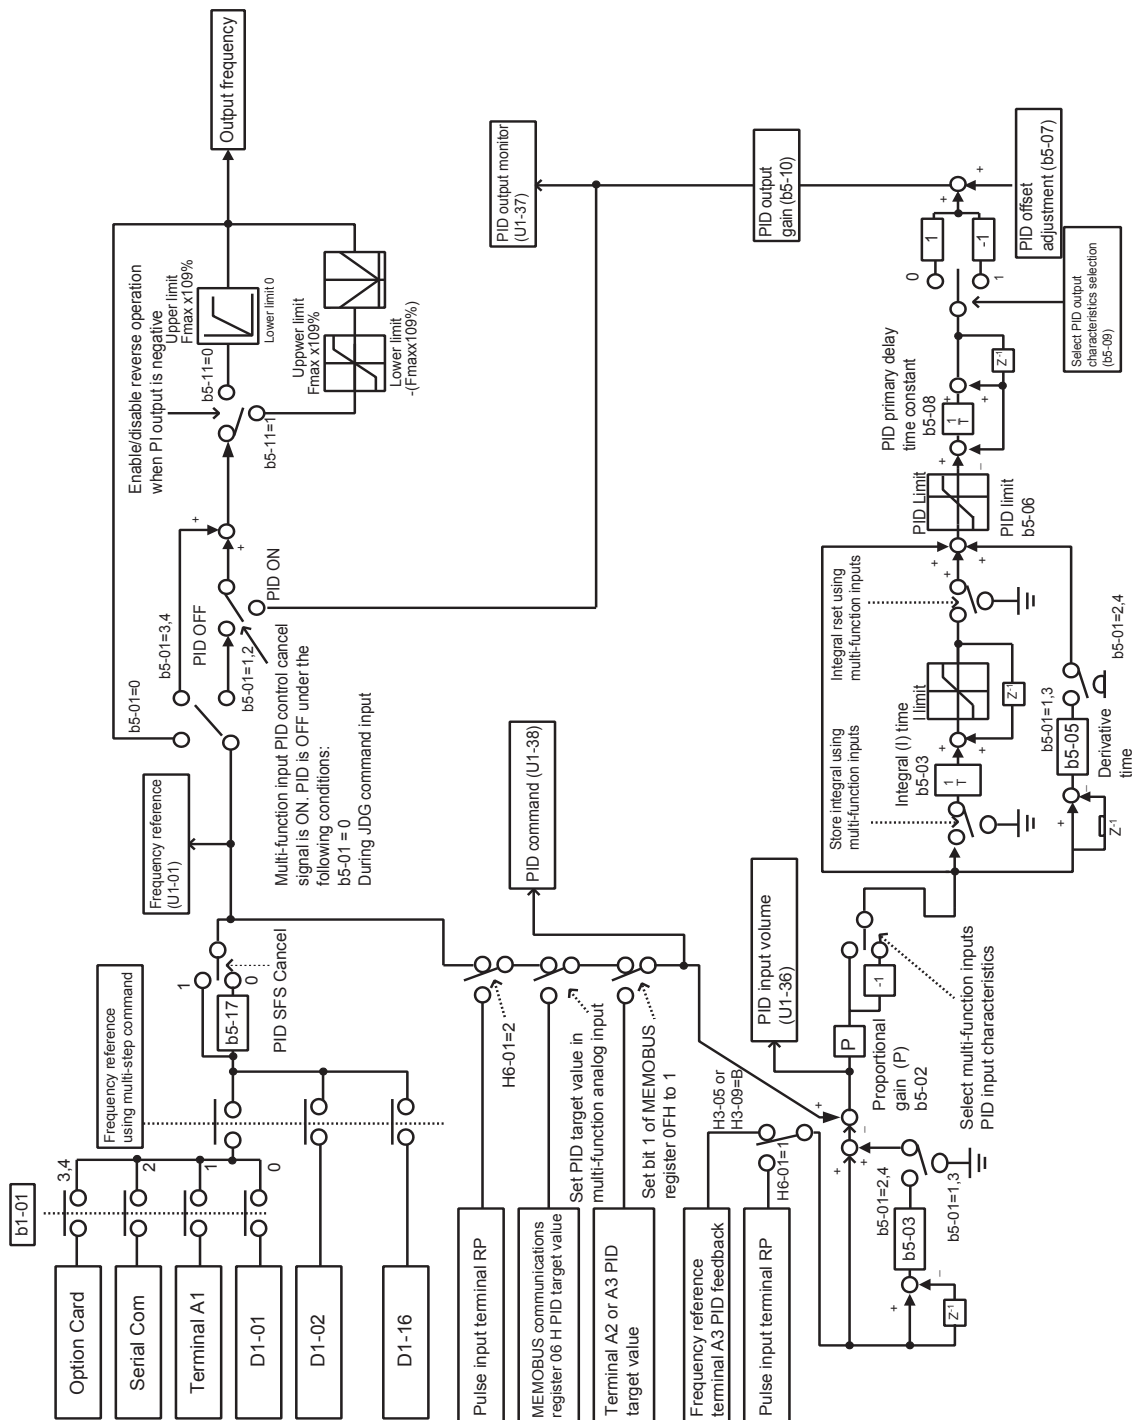 Option Card
Serial Com
Terminal A1
D1-01
D1-02
D1-16
b1-01
3,4
2
1
0
Frequency reference
using multi-step command
b5-17
1
0
PID SFS Cancel
Frequency reference
(U1-01)
b5-01=0
b5-01=3,4
PID OFF
b5-01=1,2
PID ON
Multi-function input PID control cancel
signal is ON. PID is OFF under the
following conditions:
b5-01 = 0
During JDG command input
+
+
Enable/disable reverse operation
when PI output is negative
b5-11=0
b5-11=1
Upper limit
Fmax x109%
Lower limit 0
Uppwer limit
Fmax x109%
Lower limit
-(Fmaxx109%)
Output frequency
Pulse input terminal RP
MEMOBUS communications
register 06 H PID target value
Terminal A2 or A3 PID
target value
H6-01=2
Set PID target value in
multi-function analog input
Set bit 1 of MEMOBUS
register 0FH to 1
PID command (U1-38)
PID input volume
(U1-36)
PID output monitor
(U1-37)
PID output
gain (b5-10)
Frequency reference
terminal A3 PID feedback
Pulse input terminal RP
H3-05 or
H3-09=B
H6-01=1
Z-1
+
–
b5-03
b5-01=2,4
b5-01=1,3
+
+
–
+
P
Proportional
gain (P)
b5-02
-1
Select multi-function inputs
PID input characteristics
Store integral using
multi-function inputs
Integral (I) time
b5-03
1
T
+
+
I limit
Z-1
Integral rset using
multi-function inputs
Z-1
+
–
b5-05
Derivative
time
b5-01=1,3
b5-01=2,4
+
+
+
PID Limit
PID limit
b5-06
PID primary delay
time constant
b5-08
+
–
1
T
+
+
Z-1
Select PID output
characteristics selection
(b5-09)
0
1
1
-1
+
+
PID offset
adjustment (b5-07)